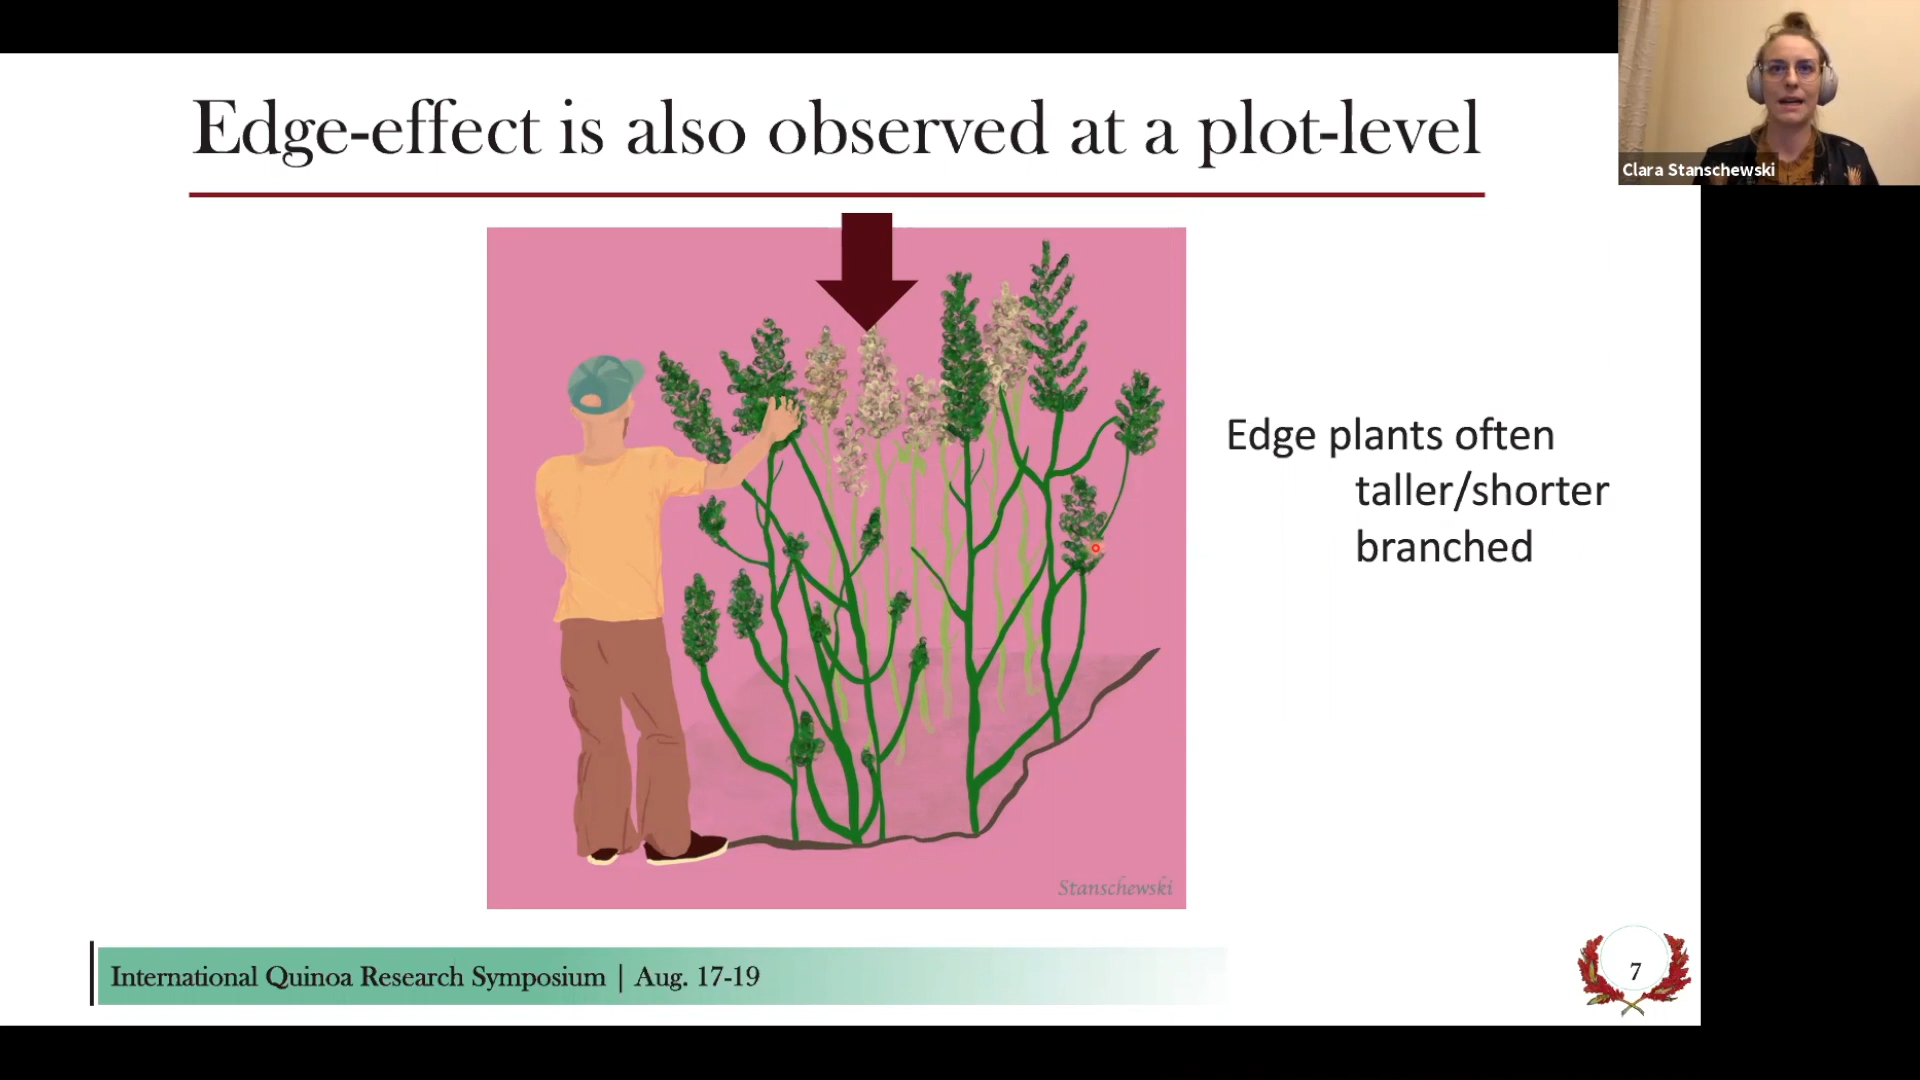 Edge-effect is also observed at a plot-level
Clara Stanschewski
Edge plants often
taller/shorter
branched
Stanschewski
International Quinoa Research Symposium | Aug. 17-19
7